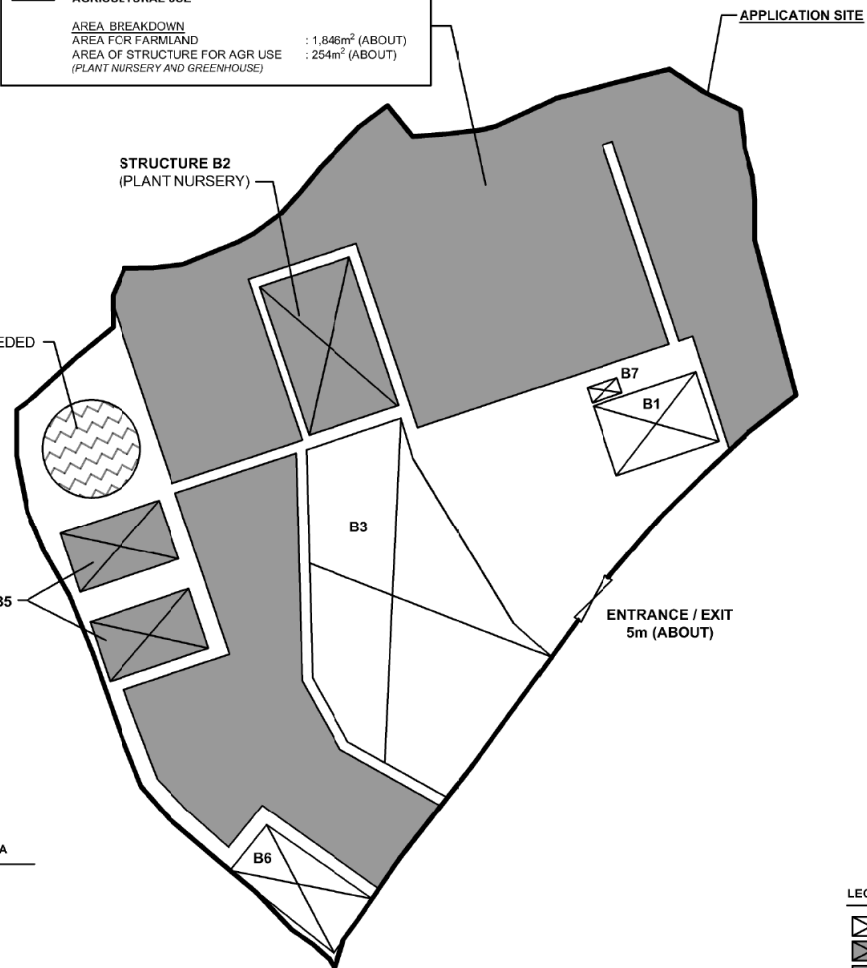 AREA BREAKDOWN
AREA FOR FARMLAND : 1,846m² (ABOUT)
AREA OF STRUCTURE FOR AGR USE : 254m² (ABOUT)
(PLANT NURSERY AND GREENHOUSE)
APPLICATION SITE
STRUCTURE B2
(PLANT NURSERY)
B7
B1
B3
ENTRANCE / EXIT
5m (ABOUT)
B6